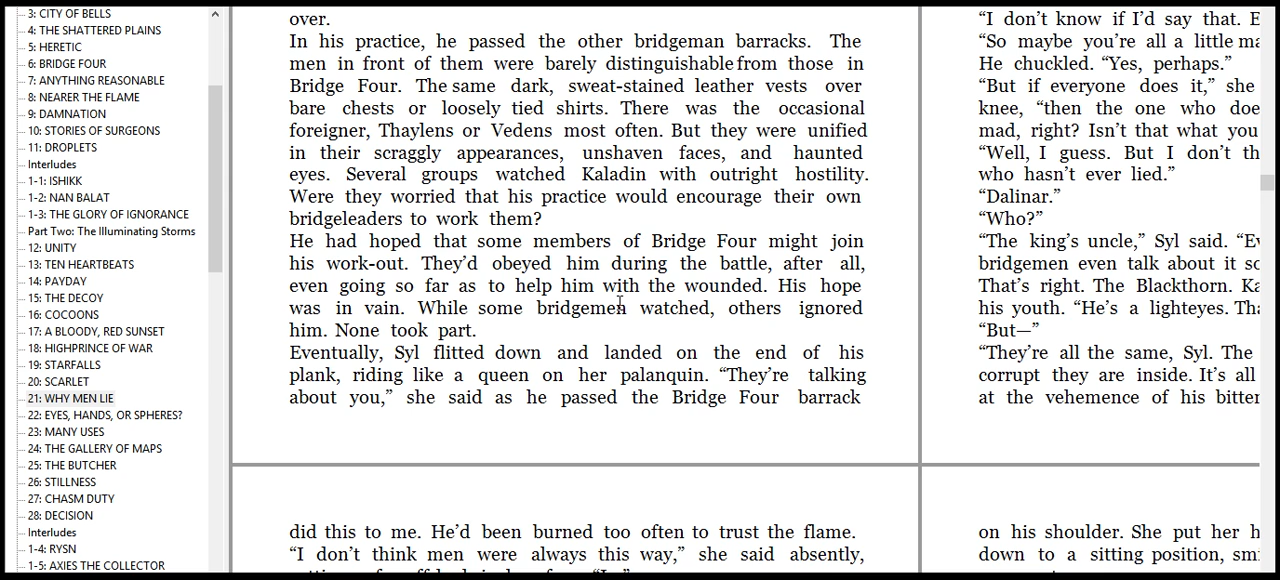 3: CITY OF BELLS
4: THE SHATTERED PLAINS
5: HERETIC
6: BRIDGE FOUR
7: ANYTHING REASONABLE
8: NEARER THE FLAME
9: DAMNATION
10: STORIES OF SURGEONS
11: DROPLETS
Interludes
1-1: ISHIKK
1-2: NAN BALAT
1-3: THE GLORY OF IGNORANCE
Part Two: The Illuminating Storms
12: UNITY
13: TEN HEARTBEATS
14: PAYDAY
15: THE DECOY
16: COCOONS
17: A BLOODY, RED SUNSET
18: HIGHPRINCE OF WAR
19: STARFALLS
20: SCARLET
21: WHY MEN LIE
22: EYES, HANDS, OR SPHERES?
23: MANY USES
24: THE GALLERY OF MAPS
25: THE BUTCHER
26: STILLNESS
27: CHASM DUTY
28: DECISION
Interludes
1-4: RYSN
1-5: AXIES THE COLLECTOR
over.
In his practice, he passed the other bridgeman barracks. The
men in front of them were barely distinguishable from those in
Bridge Four. The same dark, sweat-stained leather vests over
bare chests or loosely tied shirts. There was the occasional
foreigner, Thaylens or Vedens most often. But they were unified
in their scraggly appearances, unshaven faces, and haunted
eyes. Several groups watched Kaladin with outright hostility.
Were they worried that his practice would encourage their own
bridgeleaders to work them?
He had hoped that some members of Bridge Four might join
his work-out. They’d obeyed him during the battle, after all,
even going so far as to help him with the wounded. His hope
was in vain. While some bridgemen watched, others ignored
him. None took part.
Eventually, Syl flitted down and landed on the end of his
plank, riding like a queen on her palanquin. “They’re talking
about you,” she said as he passed the Bridge Four barrack
“I don’t know if I’d say that. E
“So maybe you’re all a little ma
He chuckled. “Yes, perhaps.”
“But if everyone does it,” she
knee, “then the one who doe
mad, right? Isn’t that what you
“Well, I guess. But I don’t th
who hasn’t ever lied.”
“Dalinar.”
“Who?”
“The king’s uncle,” Syl said. “Ev
bridgemen even talk about it so
That’s right. The Blackthorn. Ka
his youth. “He’s a lighteyes. Tha
“But—”
“They’re all the same, Syl. The
corrupt they are inside. It’s all
at the vehemence of his bitter
did this to me. He’d been burned too often to trust the flame.
“I don’t think men were always this way,” she said absently,
on his shoulder. She put her h
down to a sitting position, smi